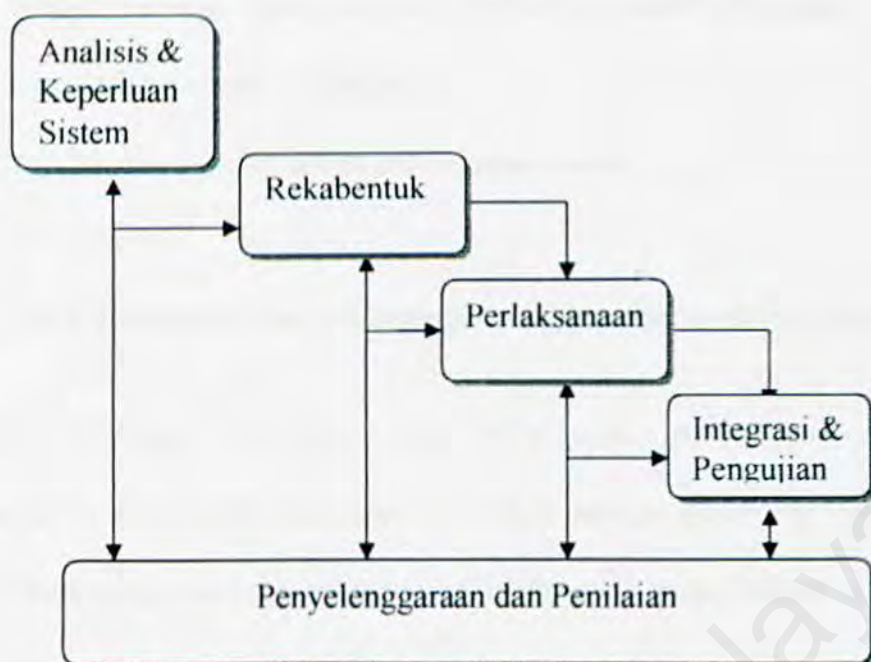 Analisis &
Keperluan
Sistem
Rekabentuk
Perlaksanaan
Integrasi &
Pengujian
Penyelenggaraan dan Penilaian